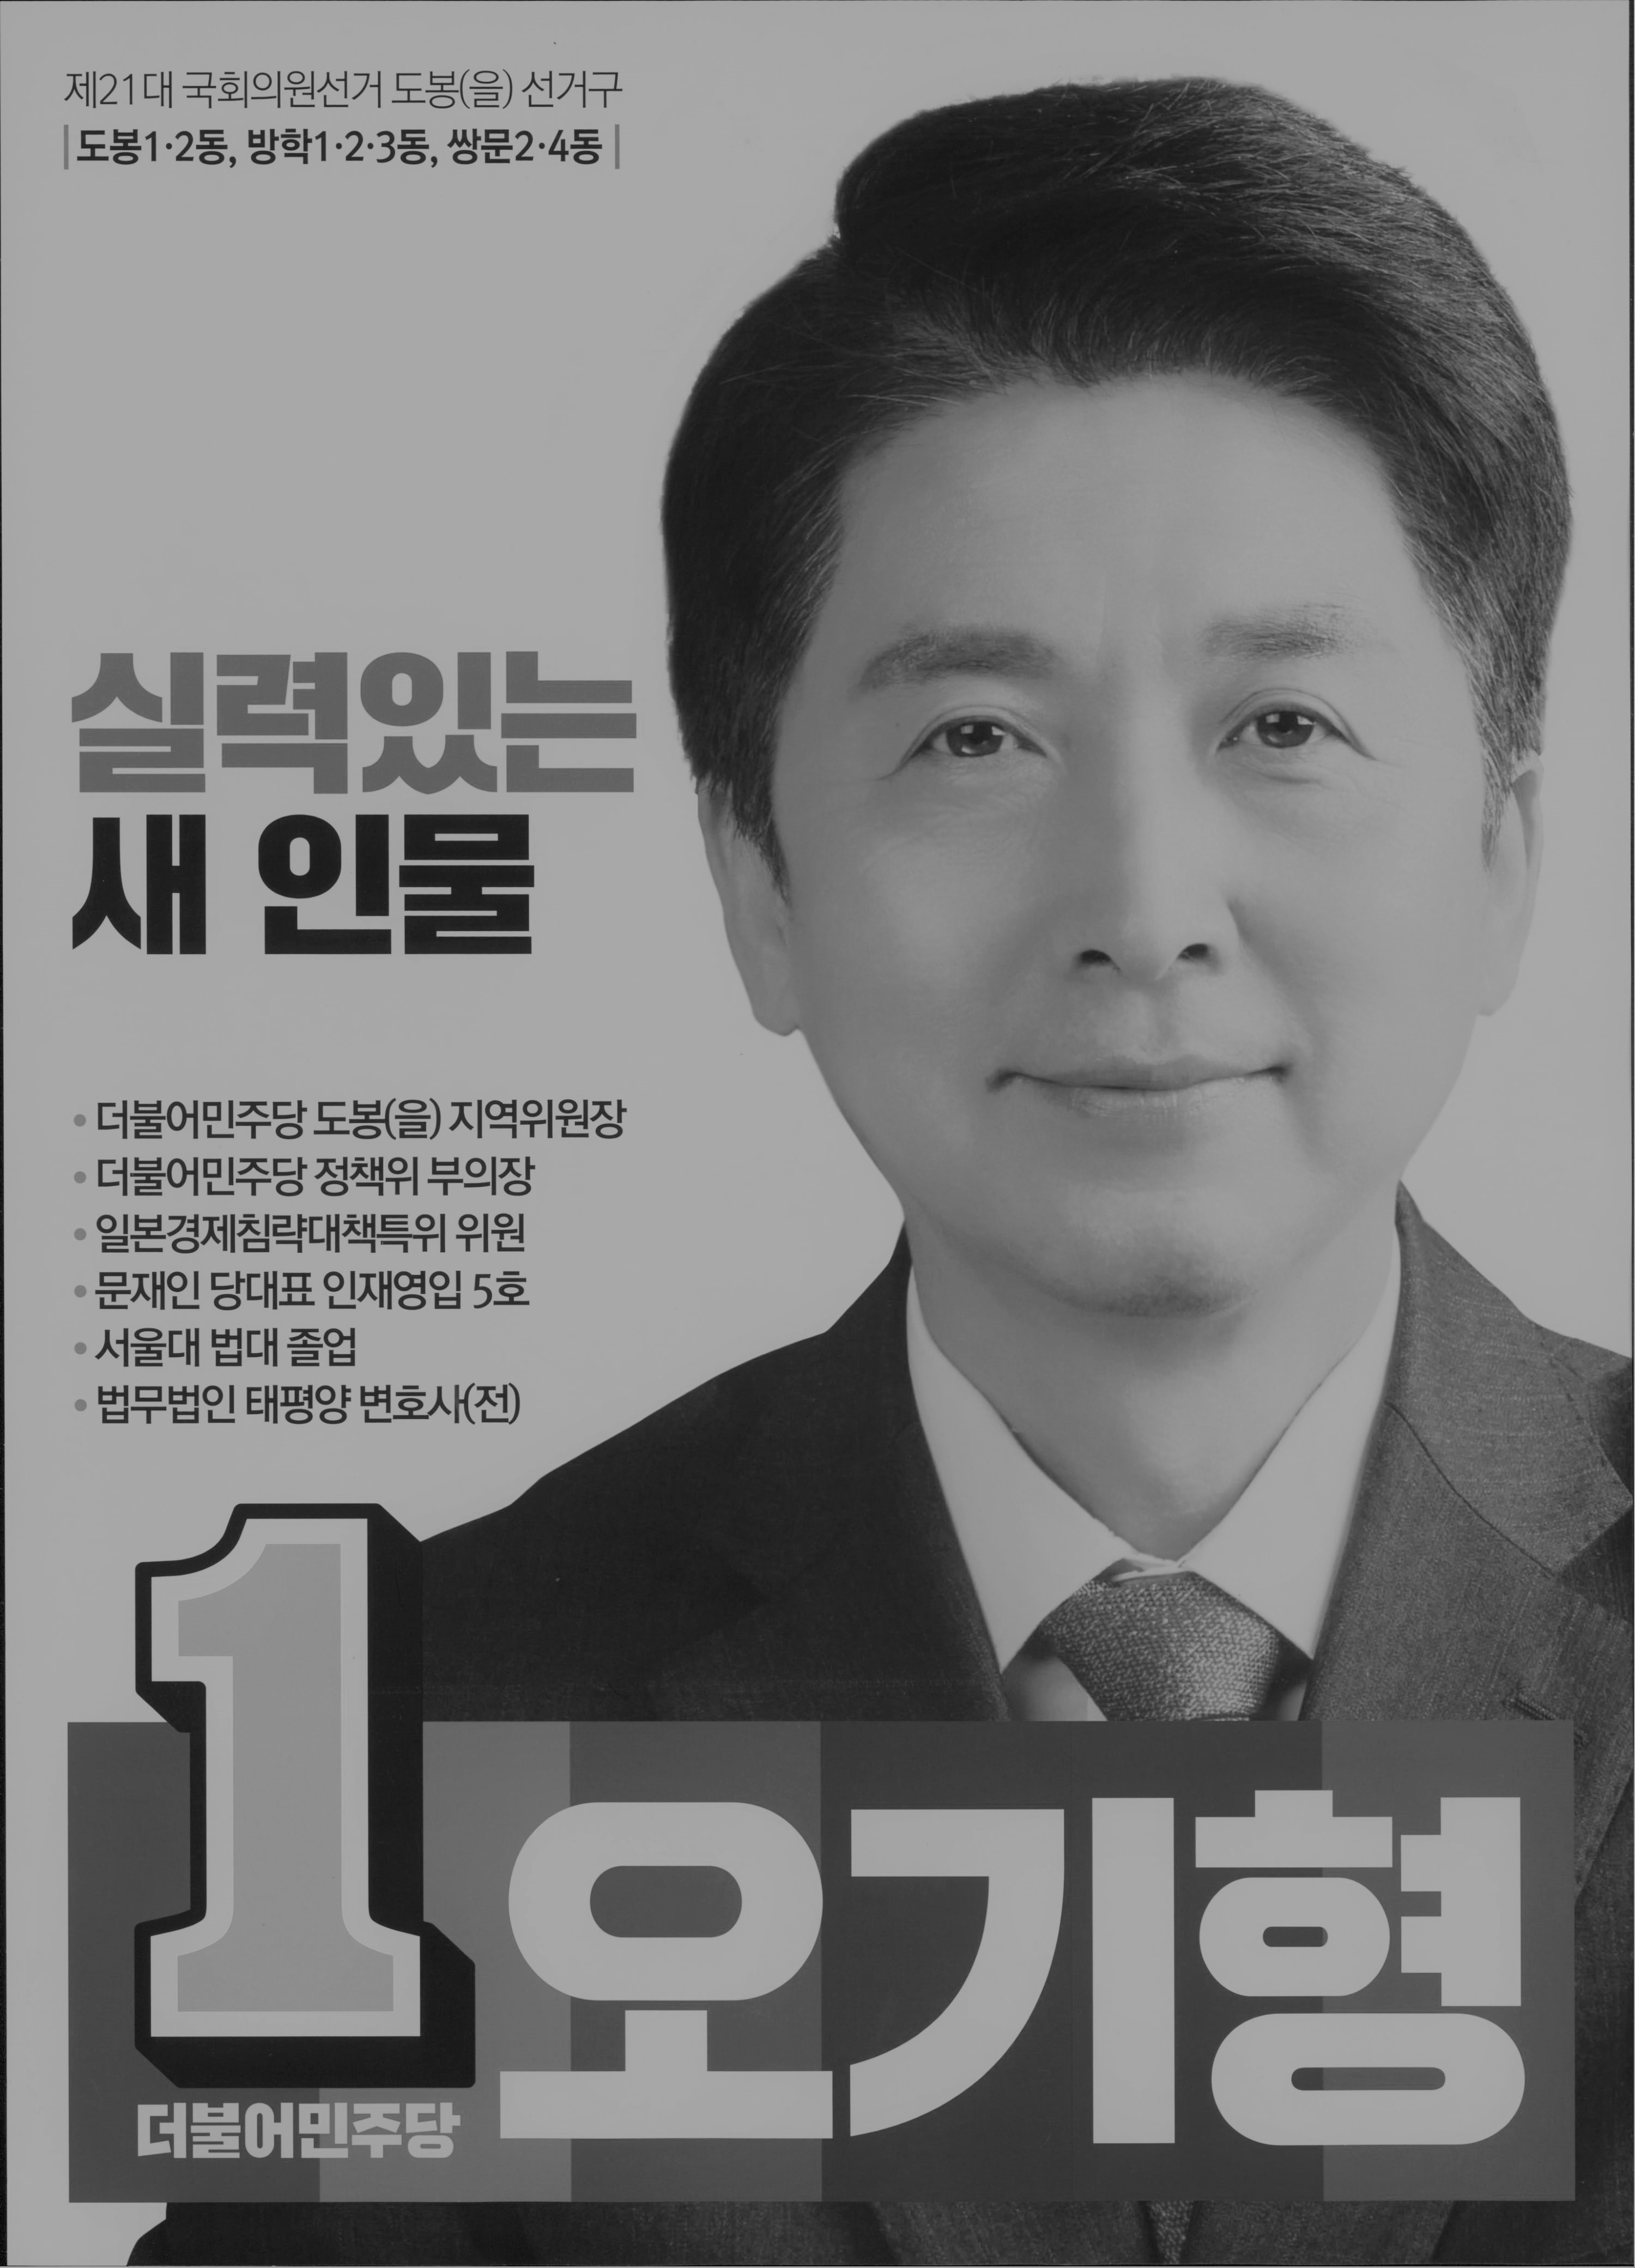 제21대 국회의원선거 도봉(을) 선거구
도봉1·2동, 방학1·2·3동, 쌍문2·4동
실력있는
새 인물
• 더불어민주당 도봉(을) 지역위원장
• 더불어민주당 정책위 부의장
• 일본경제침략대책특위 위원
• 문재인 당대표 인재영입 5호
• 서울대 법대 졸업
• 법무법인 태평양 변호사(전)
1 오기형
더불어민주당